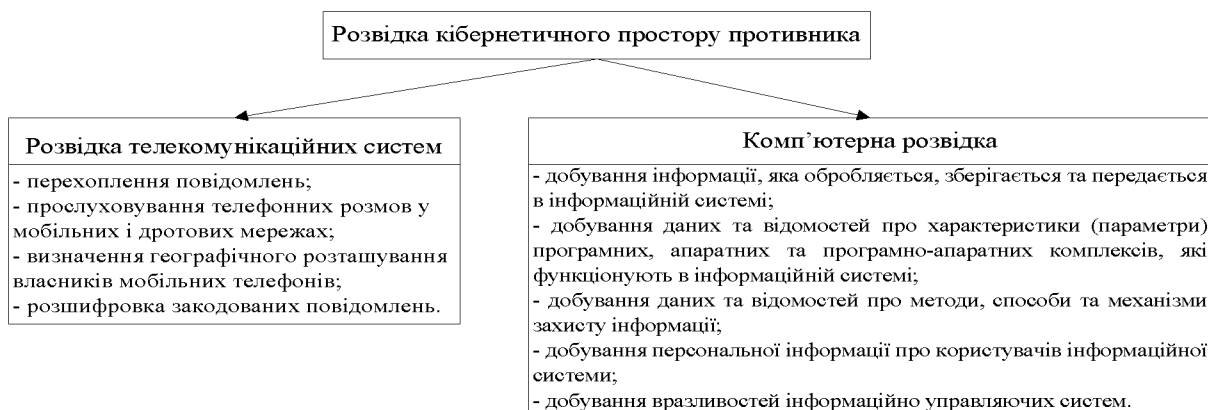 Розвідка кібернетичного простору противника
Розвідка телекомунікаційних систем
- перехоплення повідомлень;
- прослуховування телефонних розмов у
мобільних і дротових мережах;
- визначення географічного розташування
власників мобільних телефонів;
- розшифровка закодованих повідомлень.
Комп’ютерна розвідка
- добування інформації, яка обробляється, зберігається та передається
в інформаційній системі;
- добування даних та відомостей про характеристики (параметри)
програмних, апаратних та програмно-апаратних комплексів, які
функціонують в інформаційній системі;
- добування даних та відомостей про методи, способи та механізми
захисту інформації;
- добування персональної інформації про користувачів інформаційної
системи;
- добування вразливостей інформаційно управляючих систем.